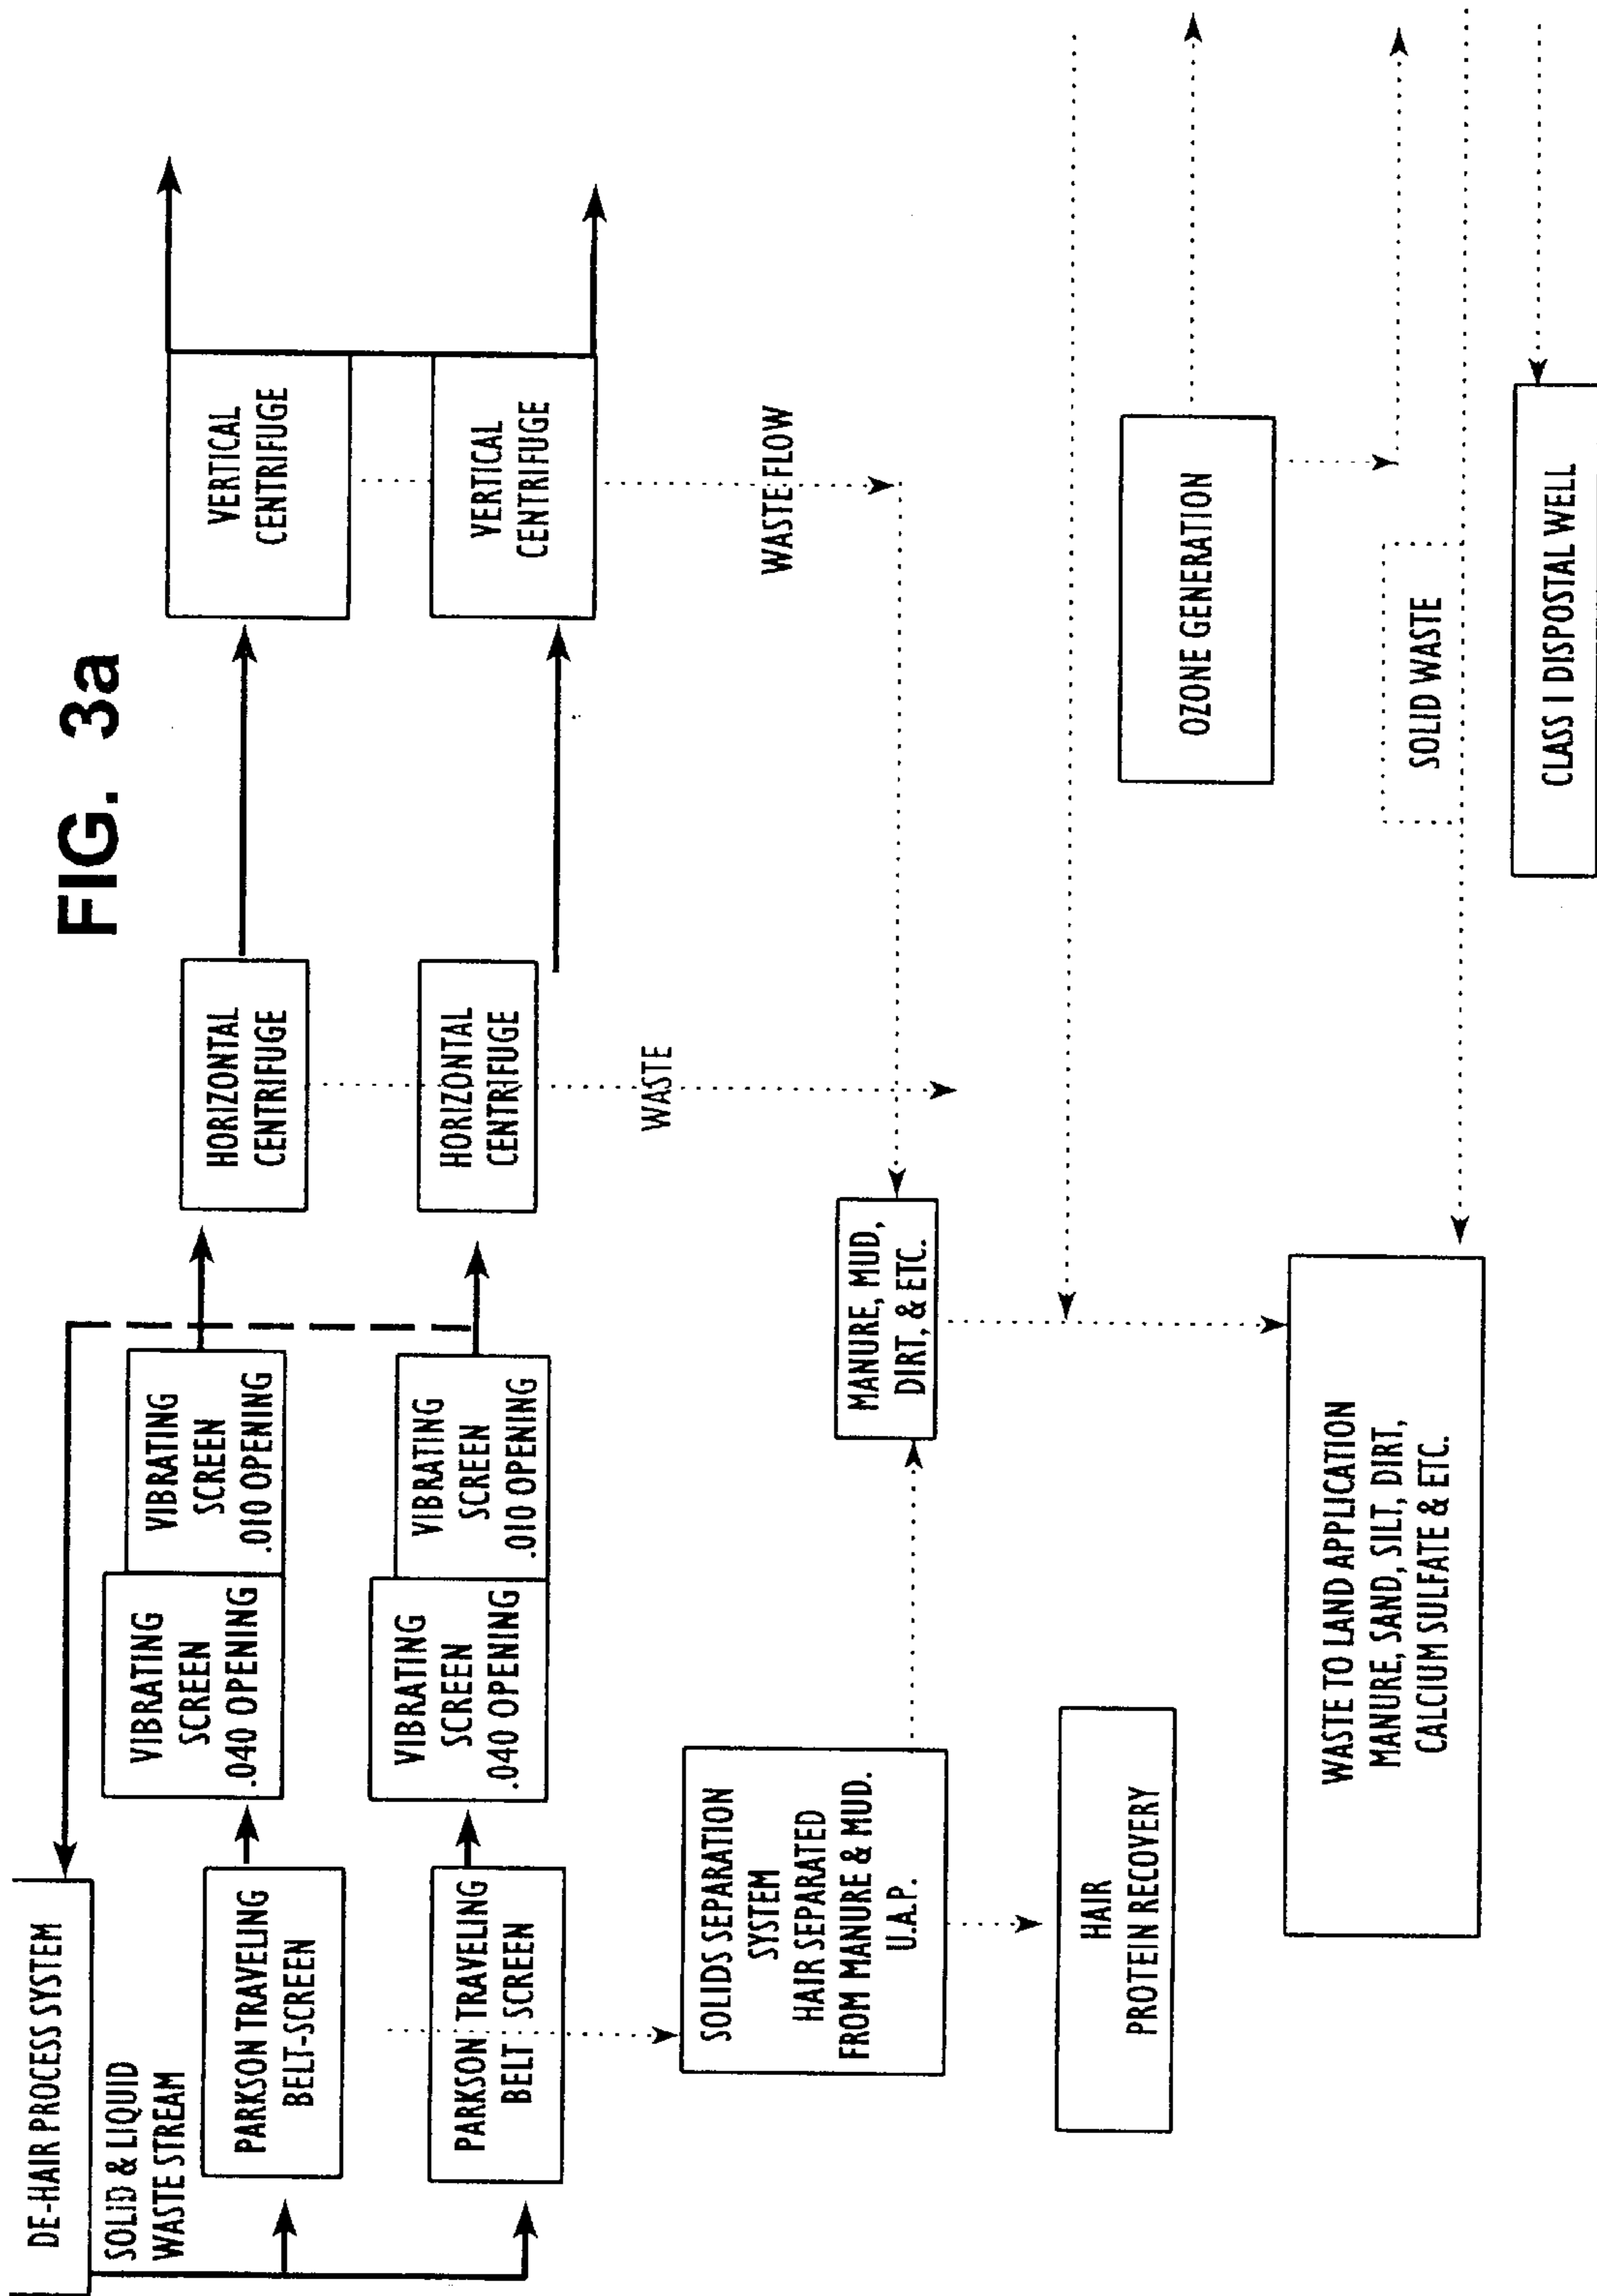 FIG. 3a
DE-HAIR PROCESS SYSTEM
SOLID & LIQUID
WASTE STREAM
PARKSON TRAVELING
BELT-SCREEN
VIBRATING
SCREEN
.040 OPENING
VIBRATING
SCREEN
.010 OPENING
HORIZONTAL
CENTRIFUGE
VERTICAL
CENTRIFUGE
PARKSON TRAVELING
BELT SCREEN
VIBRATING
SCREEN
.040 OPENING
VIBRATING
SCREEN
.010 OPENING
HORIZONTAL
CENTRIFUGE
VERTICAL
CENTRIFUGE
WASTE
WASTE FLOW
SOLIDS SEPARATION
SYSTEM
HAIR SEPARATED
FROM MANURE & MUD.
U.A.P.
MANURE, MUD,
DIRT, & ETC.
HAIR
PROTEIN RECOVERY
OZONE GENERATION
WASTE TO LAND APPLICATION
MANURE, SAND, SILT, DIRT,
CALCIUM SULFATE & ETC.
SOLID WASTE
CLASS I DISPOSTAL WELL